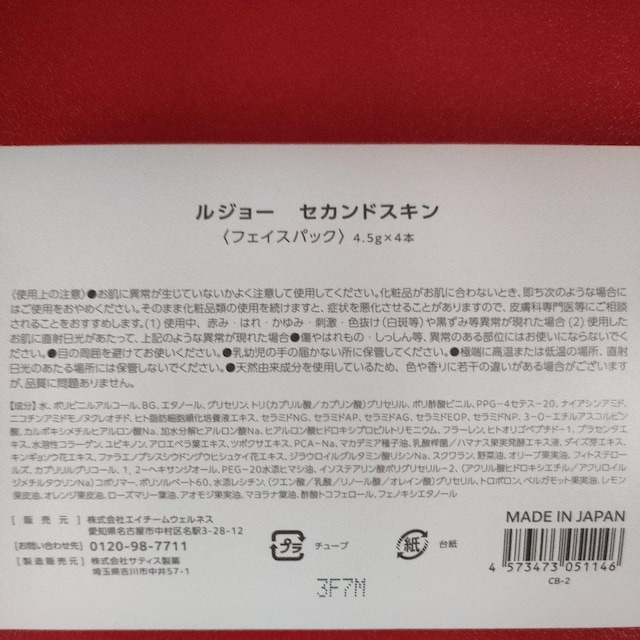 ルジョー　セカンドスキン
〈フェイスパック〉 4.5g×4本
〈使用上の注意〉●お肌に異常が生じていないかよく注意して使用してください。化粧品がお肌に合わないとき、即ち次のような場合に
はご使用をおやめください。そのまま化粧品類の使用を続けますと、症状を悪化させることがありますので、皮膚科専門医等にご相談
されることをおすすめします。(1) 使用中、赤み・はれ・かゆみ・刺激・色抜け(白斑等)や黒ずみ等異常が現れた場合 (2) 使用した
お肌に直射日光があたって、上記のような異常が現れた場合●傷やはれもの・しっしん等、異常のある部位にはお使いにならないでく
ださい。●目の周囲を避けてお使いください。●乳幼児の手の届かない所に保管してください。●極端に高温または低温の場所、直射
日光のあたる場所には保管しないでください。●天然由来成分を使用しているため、色や香りに若干の違いがある場合がございます
が、品質に問題ありません。
【成分】水、ポリビニルアルコール、BG、エタノール、グリセリン、トリ(カプリル酸/カプリン酸)グリセリル、ポリ酢酸ビニル、PPG-4セテス-20、ナイアシンアミド、
ニコチンアミドモノヌクレオチド、ヒト脂肪細胞順化培養液エキス、セラミドNG、セラミドAP、セラミドAG、セラミドEOP、セラミドNP、3-O-エチルアスコルビ
ン酸、カルボキシメチルヒアルロン酸Na、加水分解ヒアルロン酸Na、ヒアルロン酸ヒドロキシプロピルトリモニウム、フラーレン、ヒトオリゴペプチド-1、プラセンタエ
キス、水溶性コラーゲン、ユビキノン、アロエベラ葉エキス、ツボクサエキス、PCA-Na、マカデミア種子油、乳酸桿菌/ハマナス果実発酵エキス液、ダイズ芽エキス、
キンギョソウ花エキス、ファラエノプシスシウドングウヒシュケイ花エキス、ジラウロイルグルタミン酸リシンNa、スクワラン、野菜油、オリーブ果実油、フィトステロー
ルズ、カプリリルグリコール、1, 2-ヘキサンジオール、PEG-20水添ヒマシ油、イソステアリン酸ポリグリセリル-2、(アクリル酸ヒドロキシエチル/アクリロイル
ジメチルタウリンNa)コポリマー、ポリソルベート60、水添レシチン、(クエン酸/乳酸/リノール酸/オレイン酸)グリセリル、トロポロン、ベルガモット果実油、レモン
果皮油、オレンジ果皮油、ローズマリー葉油、アオモジ果実油、マヨラナ葉油、酢酸トコフェロール、フェノキシエタノール
【販売元】株式会社エイチームウェルネス
愛知県名古屋市中村区名駅3-28-12
【お問い合わせ先】0120-98-7711
【製造販売元】株式会社サティス製薬
埼玉県吉川市中井57-1
プラ チューブ
紙 台紙
3F7M
MADE IN JAPAN
4 573473 051146
CB-2